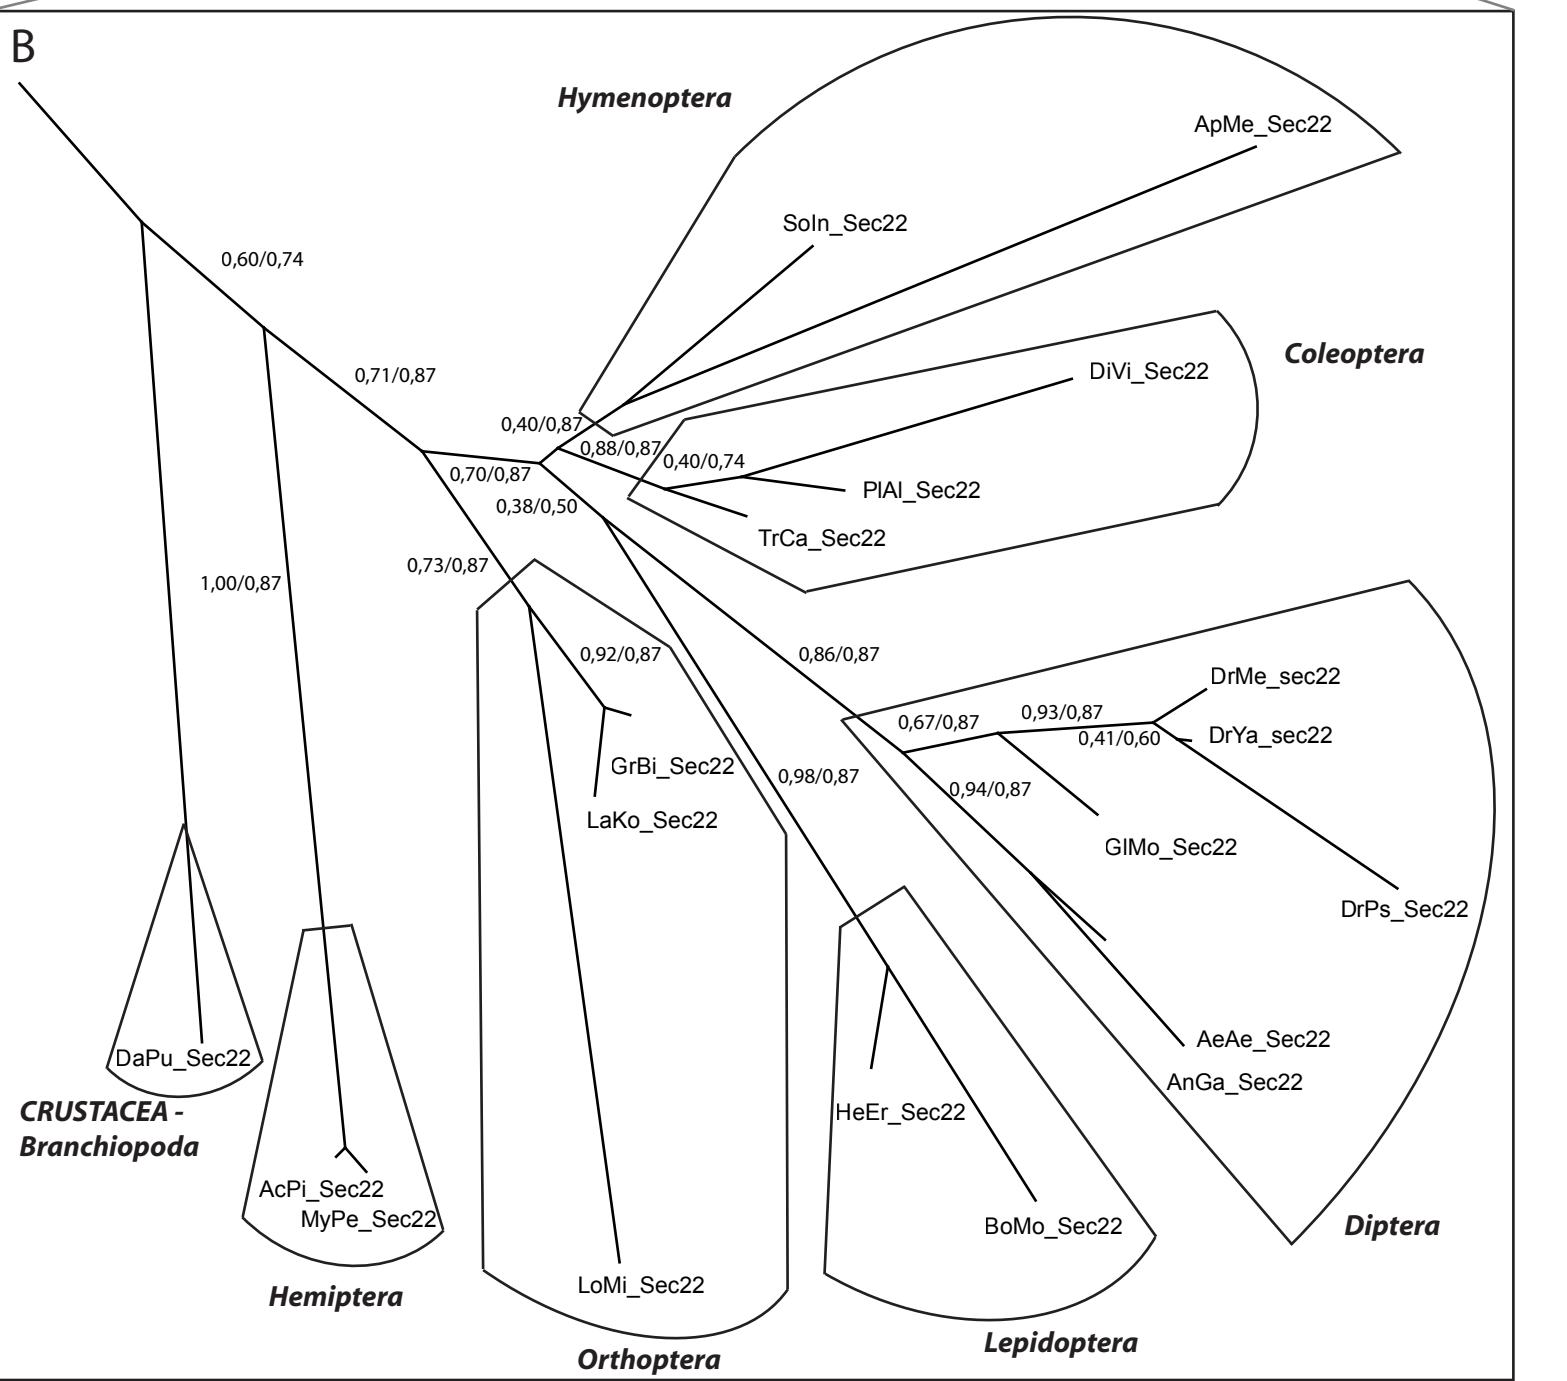 B
Hymenoptera
ApMe_Sec22
SoIn_Sec22
0,60/0,74
Coleoptera
DiVi_Sec22
0,71/0,87
0,40/0,87
0,88/0,87
0,40/0,74
0,70/0,87
PlAl_Sec22
0,38/0,50
TrCa_Sec22
0,73/0,87
1,00/0,87
0,92/0,87
0,86/0,87
DrMe_sec22
0,93/0,87
0,67/0,87
0,41/0,60
DrYa_sec22
GrBi_Sec22
0,98/0,87
0,94/0,87
LaKo_Sec22
GlMo_Sec22
DrPs_Sec22
AeAe_Sec22
DaPu_Sec22
AnGa_Sec22
CRUSTACEA -
Branchiopoda
HeEr_Sec22
AcPi_Sec22
MyPe_Sec22
BoMo_Sec22
Diptera
LoMi_Sec22
Hemiptera
Lepidoptera
Orthoptera